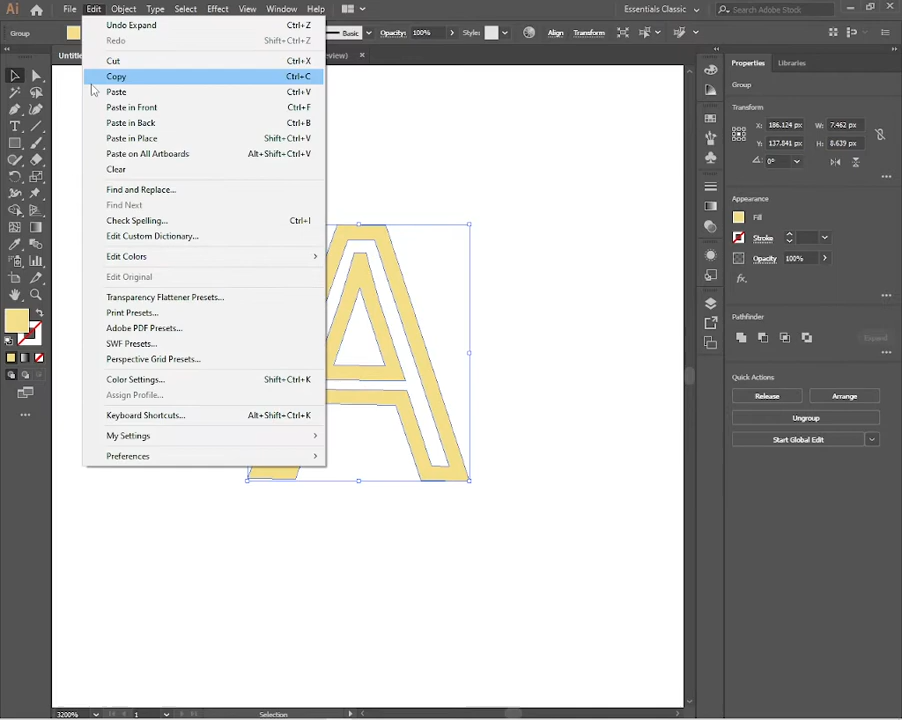 Ai File Edit Object Type Select Effect View Window Help Essentials Classic Search Adobe Stock
Group Basic Opacity: 100% Styles Align Transform
Undo Expand Ctrl+Z
Redo Shift+Ctrl+Z
Cut Ctrl+X
Copy Ctrl+C
Paste Ctrl+V
Paste in Front Ctrl+F
Paste in Back Ctrl+B
Paste in Place Shift+Ctrl+V
Paste on All Artboards Alt+Shift+Ctrl+V
Clear
Find and Replace...
Find Next
Check Spelling... Ctrl+I
Edit Custom Dictionary...
Edit Colors
Edit Original
Transparency Flattener Presets...
Print Presets...
Adobe PDF Presets...
SWF Presets...
Perspective Grid Presets...
Color Settings... Shift+Ctrl+K
Assign Profile...
Keyboard Shortcuts... Alt+Shift+Ctrl+K
My Settings
Preferences
A
Properties Libraries
Group
Transform
X: 186.124 px W: 7.462 px
Y: 137.841 px H: 8.639 px
0°
Appearance
Fill
Stroke
Opacity 100%
fx.
Pathfinder
Expand
Quick Actions
Release Arrange
Ungroup
Start Global Edit
3200% 1 Selection